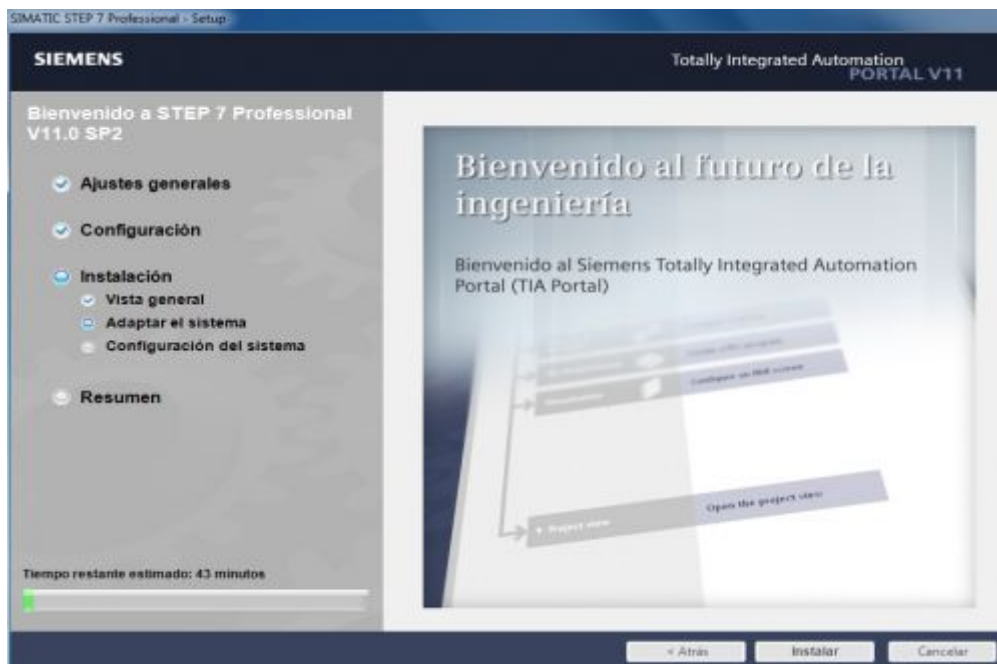 SIMATIC STEP 7 Professional - Setup
SIEMENS
Totally Integrated Automation
PORTAL V11
Bienvenido a STEP 7 Professional
V11.0 SP2
Ajustes generales
Configuración
Instalación
Vista general
Adaptar el sistema
Configuración del sistema
Resumen
Tiempo restante estimado: 43 minutos
Bienvenido al futuro de la
ingeniería
Bienvenido al Siemens Totally Integrated Automation
Portal (TIA Portal)
Configure an HMI screen
Project view
Open the project view
< Atrás
Instalar
Cancelar